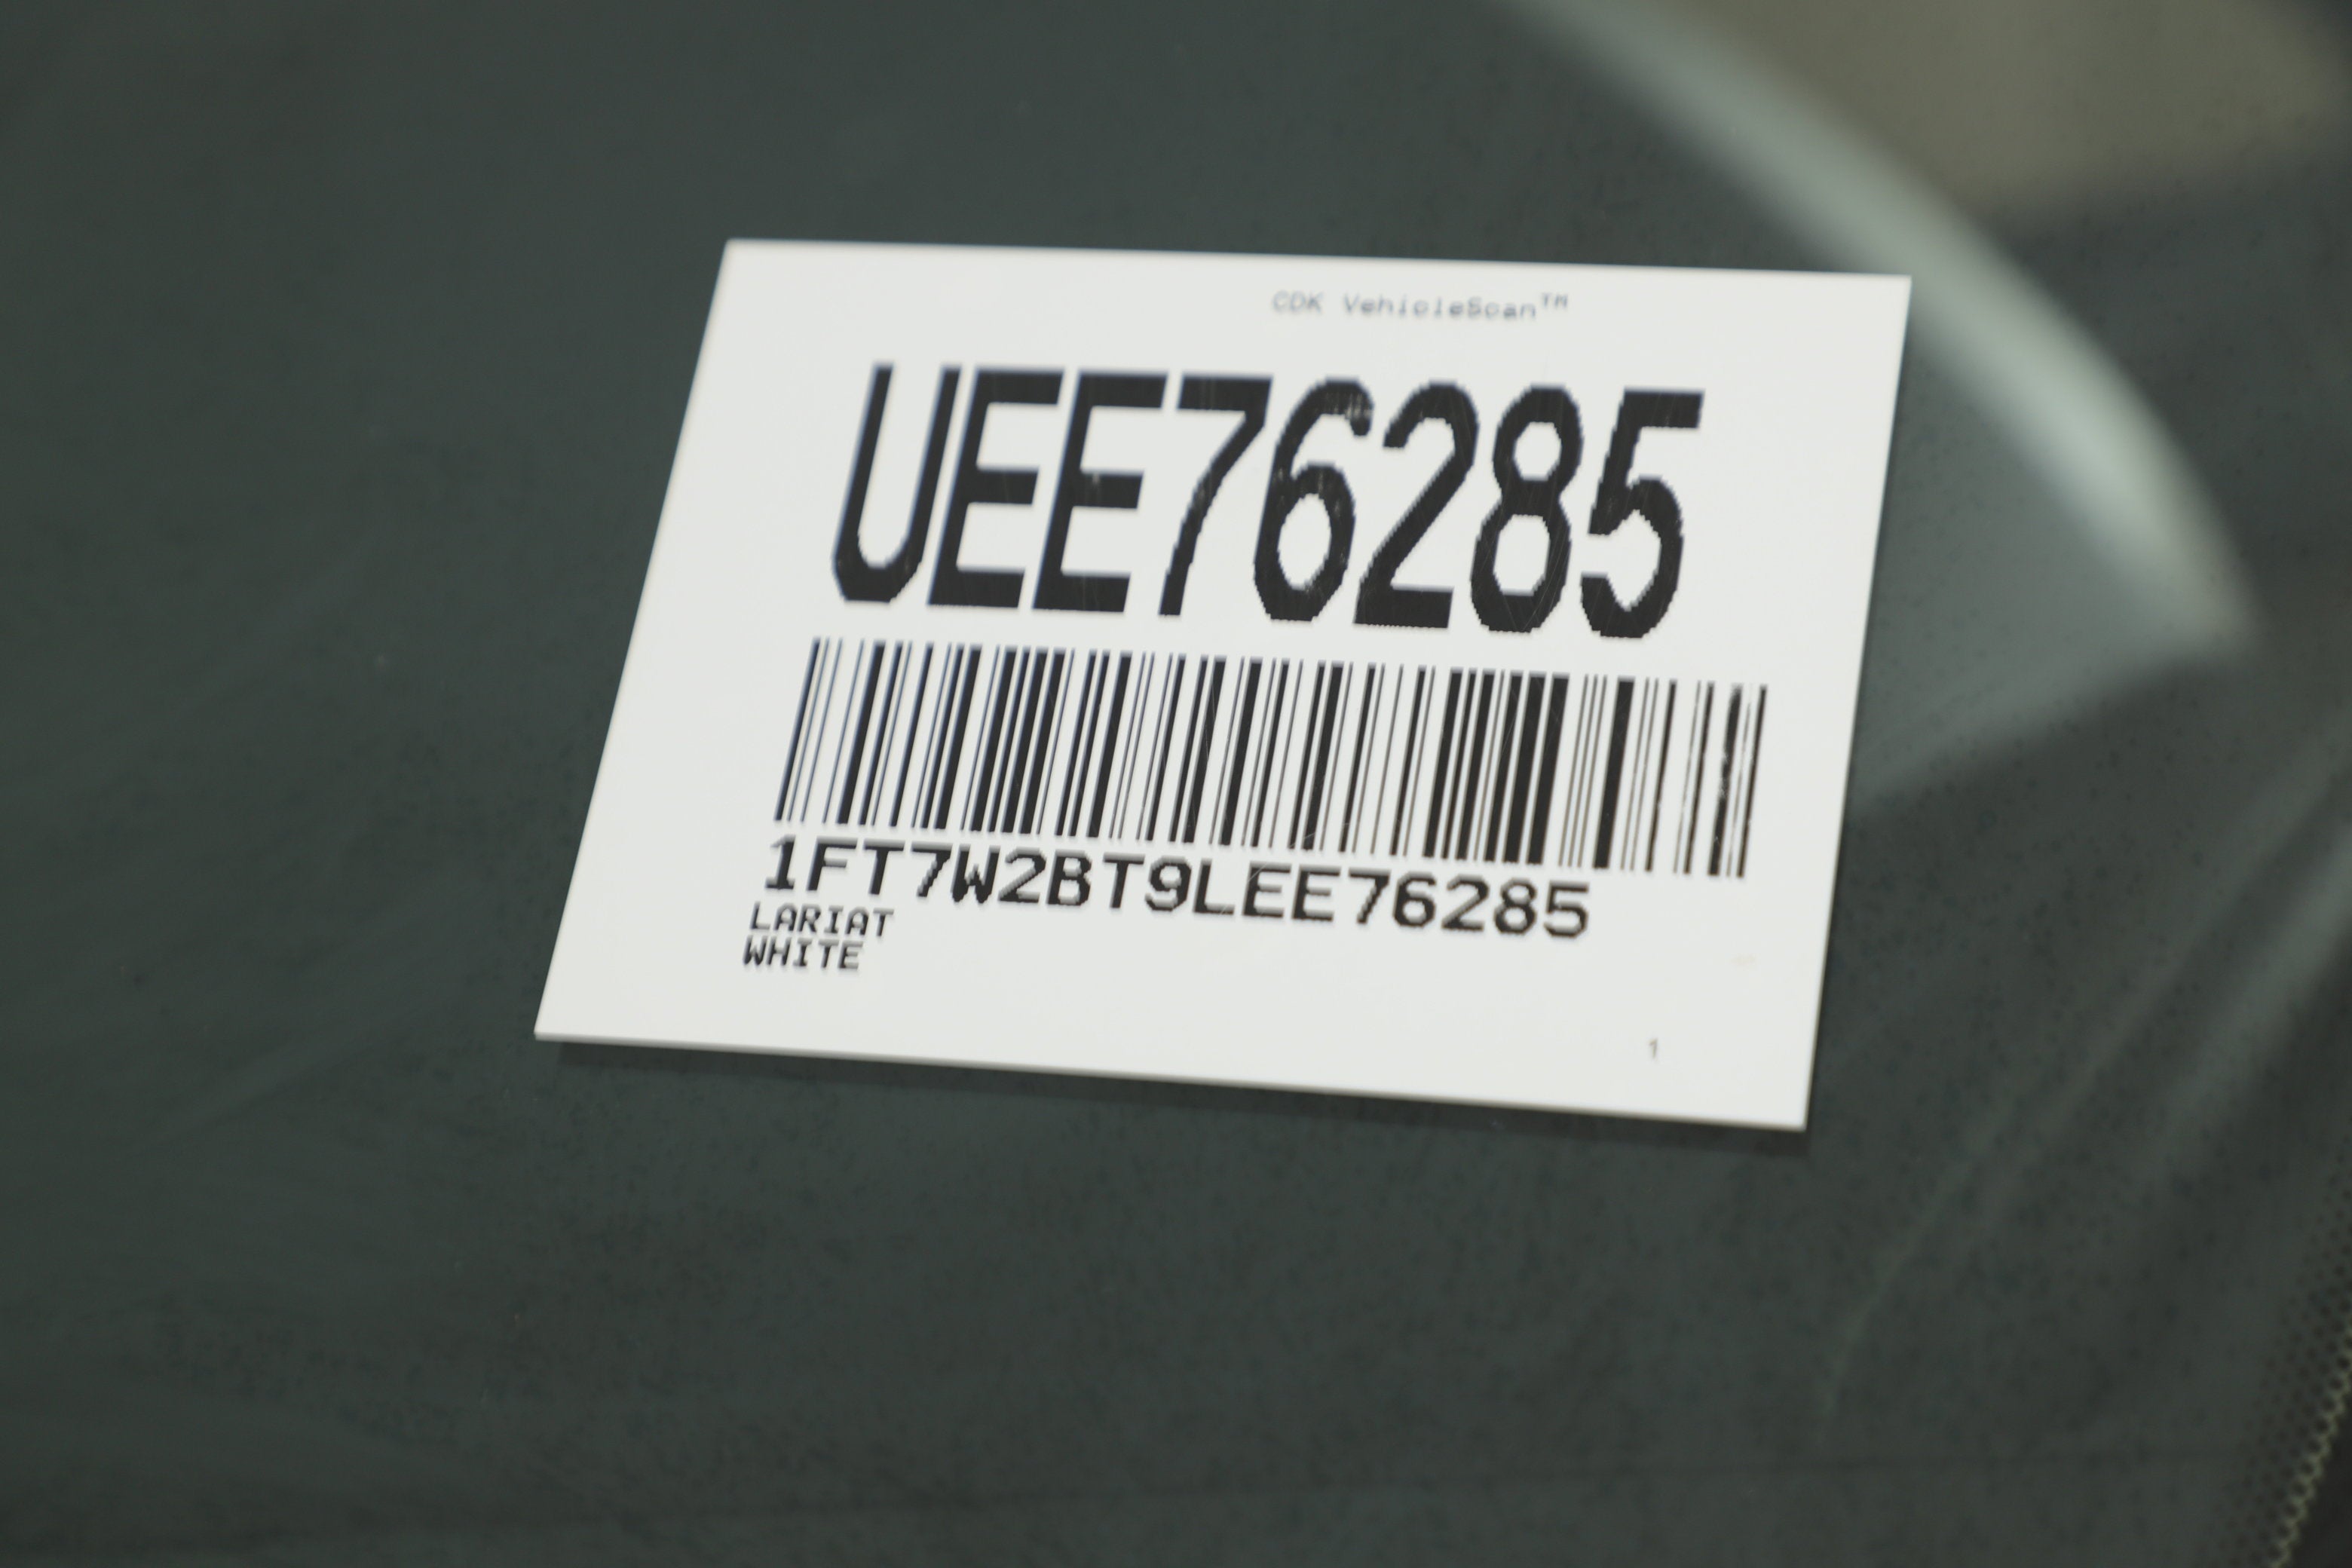 CDK VehicleScan™
UEE76285
1FT7W2BT9LEE76285
LARIAT
WHITE
1